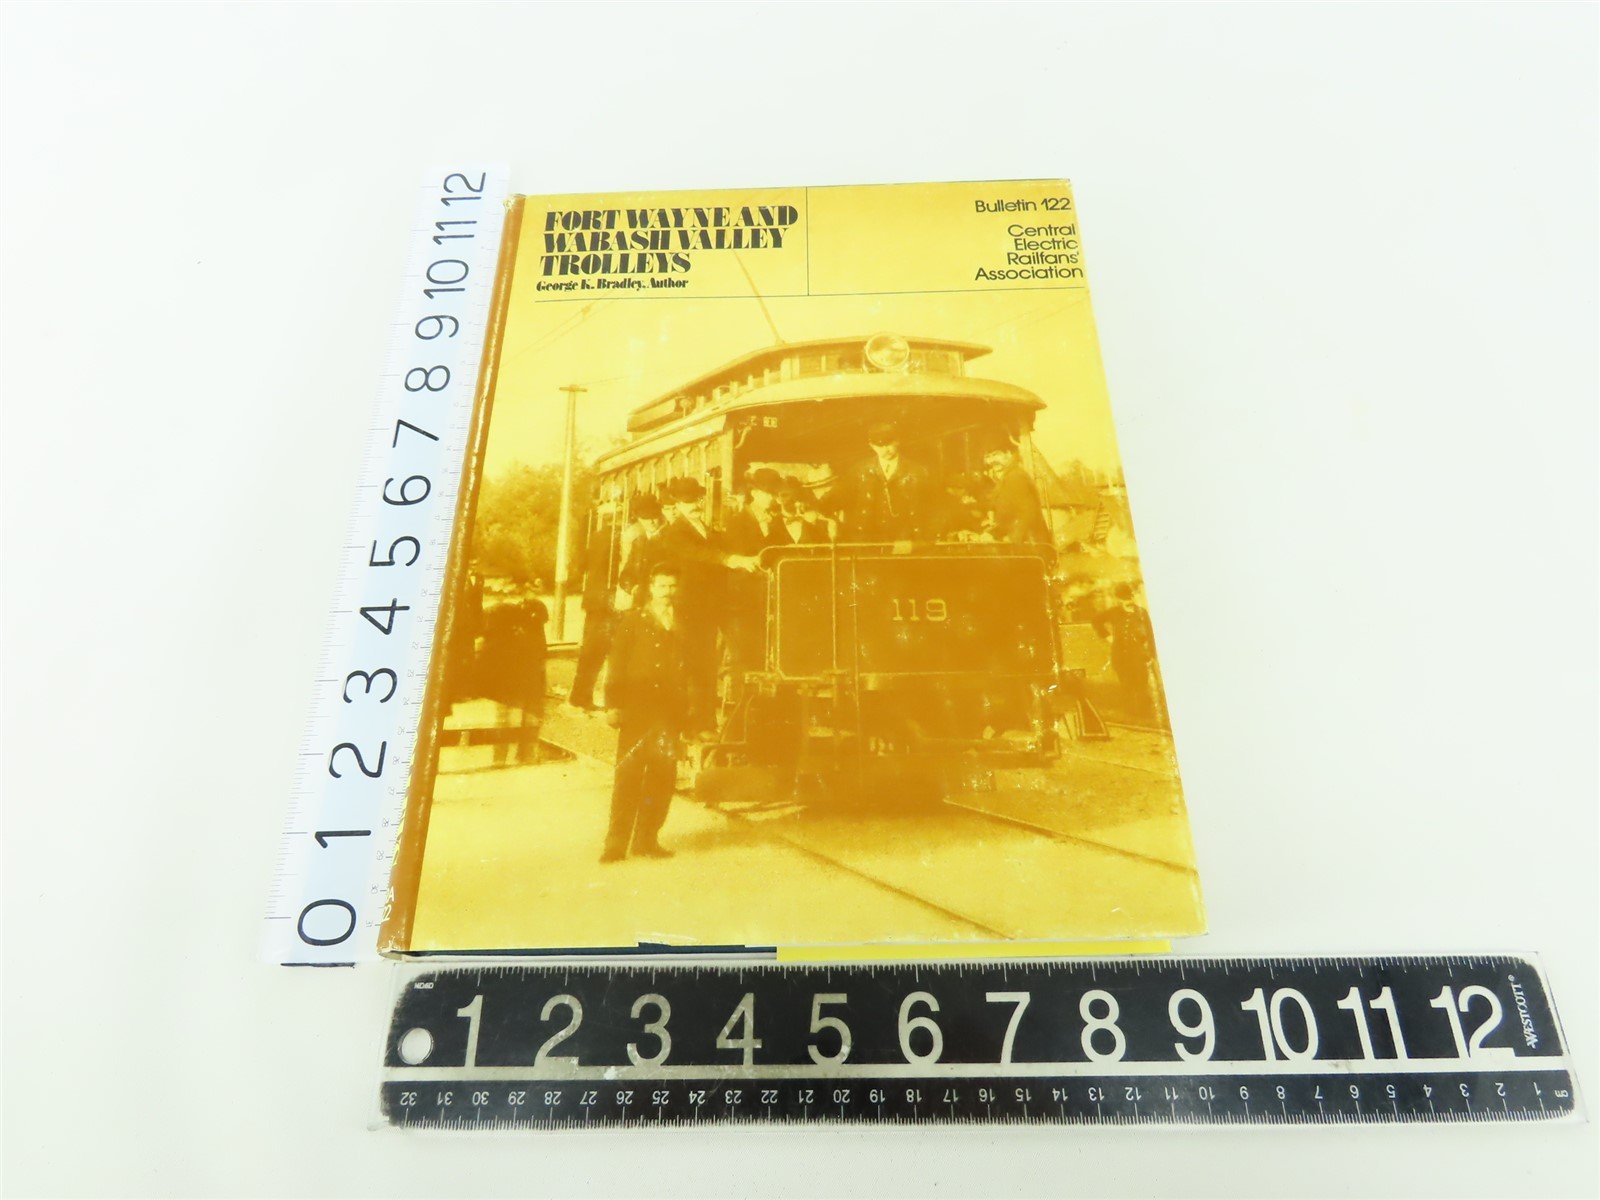 FORT WAYNE AND
WABASH VALLEY
TROLLEYS
George K. Bradley, Author
Bulletin 122
Central
Electric
Railfans'
Association
119
12
11
10
9
8
7
6
5
4
3
2
1
0
1 2 3 4 5 6 7 8 9 10 11 12
WESTCOTT®
32 31 30 29 28 27 26 25 24 23 22 21 20 19 18 17 16 15 14 13 12 11 10 9 8 7 6 5 4 3 2 1 cm